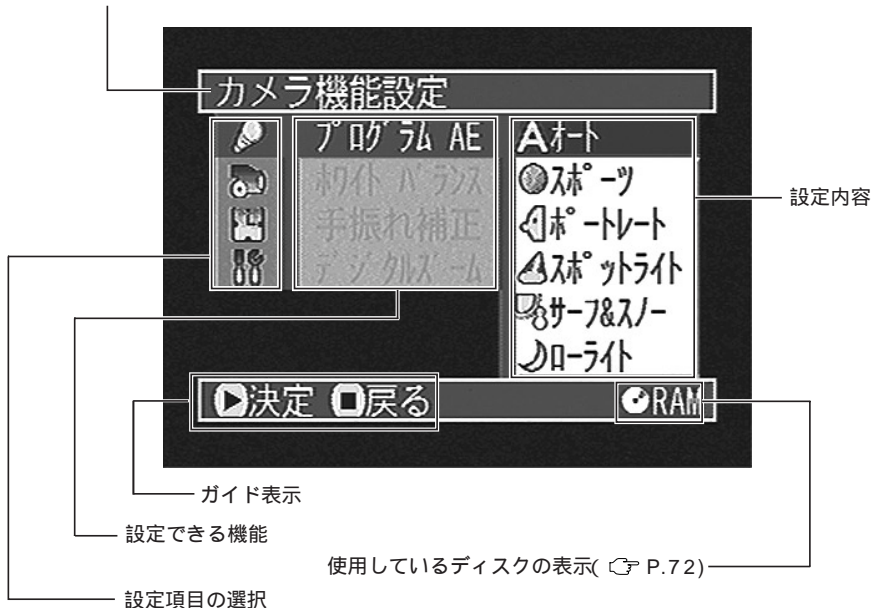 カメラ機能設定
プログラム AE
ホワイトバランス
手振れ補正
デジタルズーム
Aオート
スポーツ
ポートレート
スポットライト
サーフ&スノー
ローライト
設定内容
決定 戻る
RAM
ガイド表示
設定できる機能
使用しているディスクの表示( P.72)
設定項目の選択